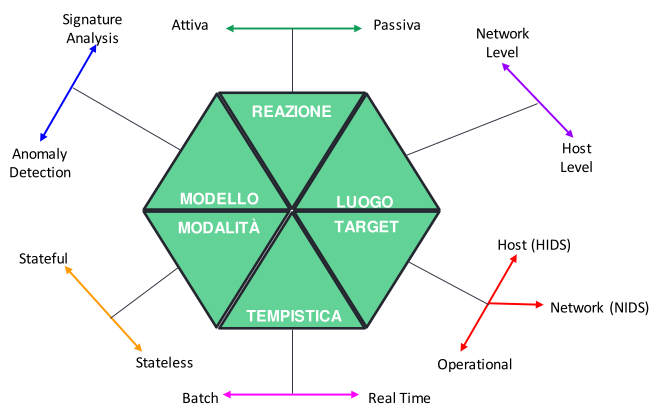 Signature
Analysis
Attiva
Passiva
Network
Level
REAZIONE
Anomaly
Detection
Host
Level
MODELLO
LUOGO
MODALITÀ
TARGET
Stateful
Host (HIDS)
Network (NIDS)
TEMPISTICA
Stateless
Operational
Batch
Real Time